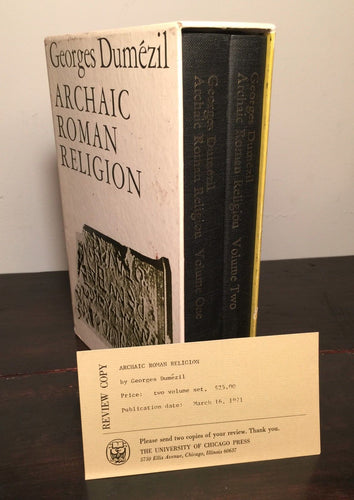 Georges Dumézil
ARCHAIC
ROMAN
RELIGION
Georges Dumézil
Archaic Roman Religion Volume One
Georges Dumézil
Archaic Roman Religion Volume Two
REVIEW COPY
ARCHAIC ROMAN RELIGION
by Georges Dumézil
Price: two volume set, $25.00
Publication date: March 16, 1971
Please send two copies of your review. Thank you.
THE UNIVERSITY OF CHICAGO PRESS
5750 Ellis Avenue, Chicago, Illinois 60637